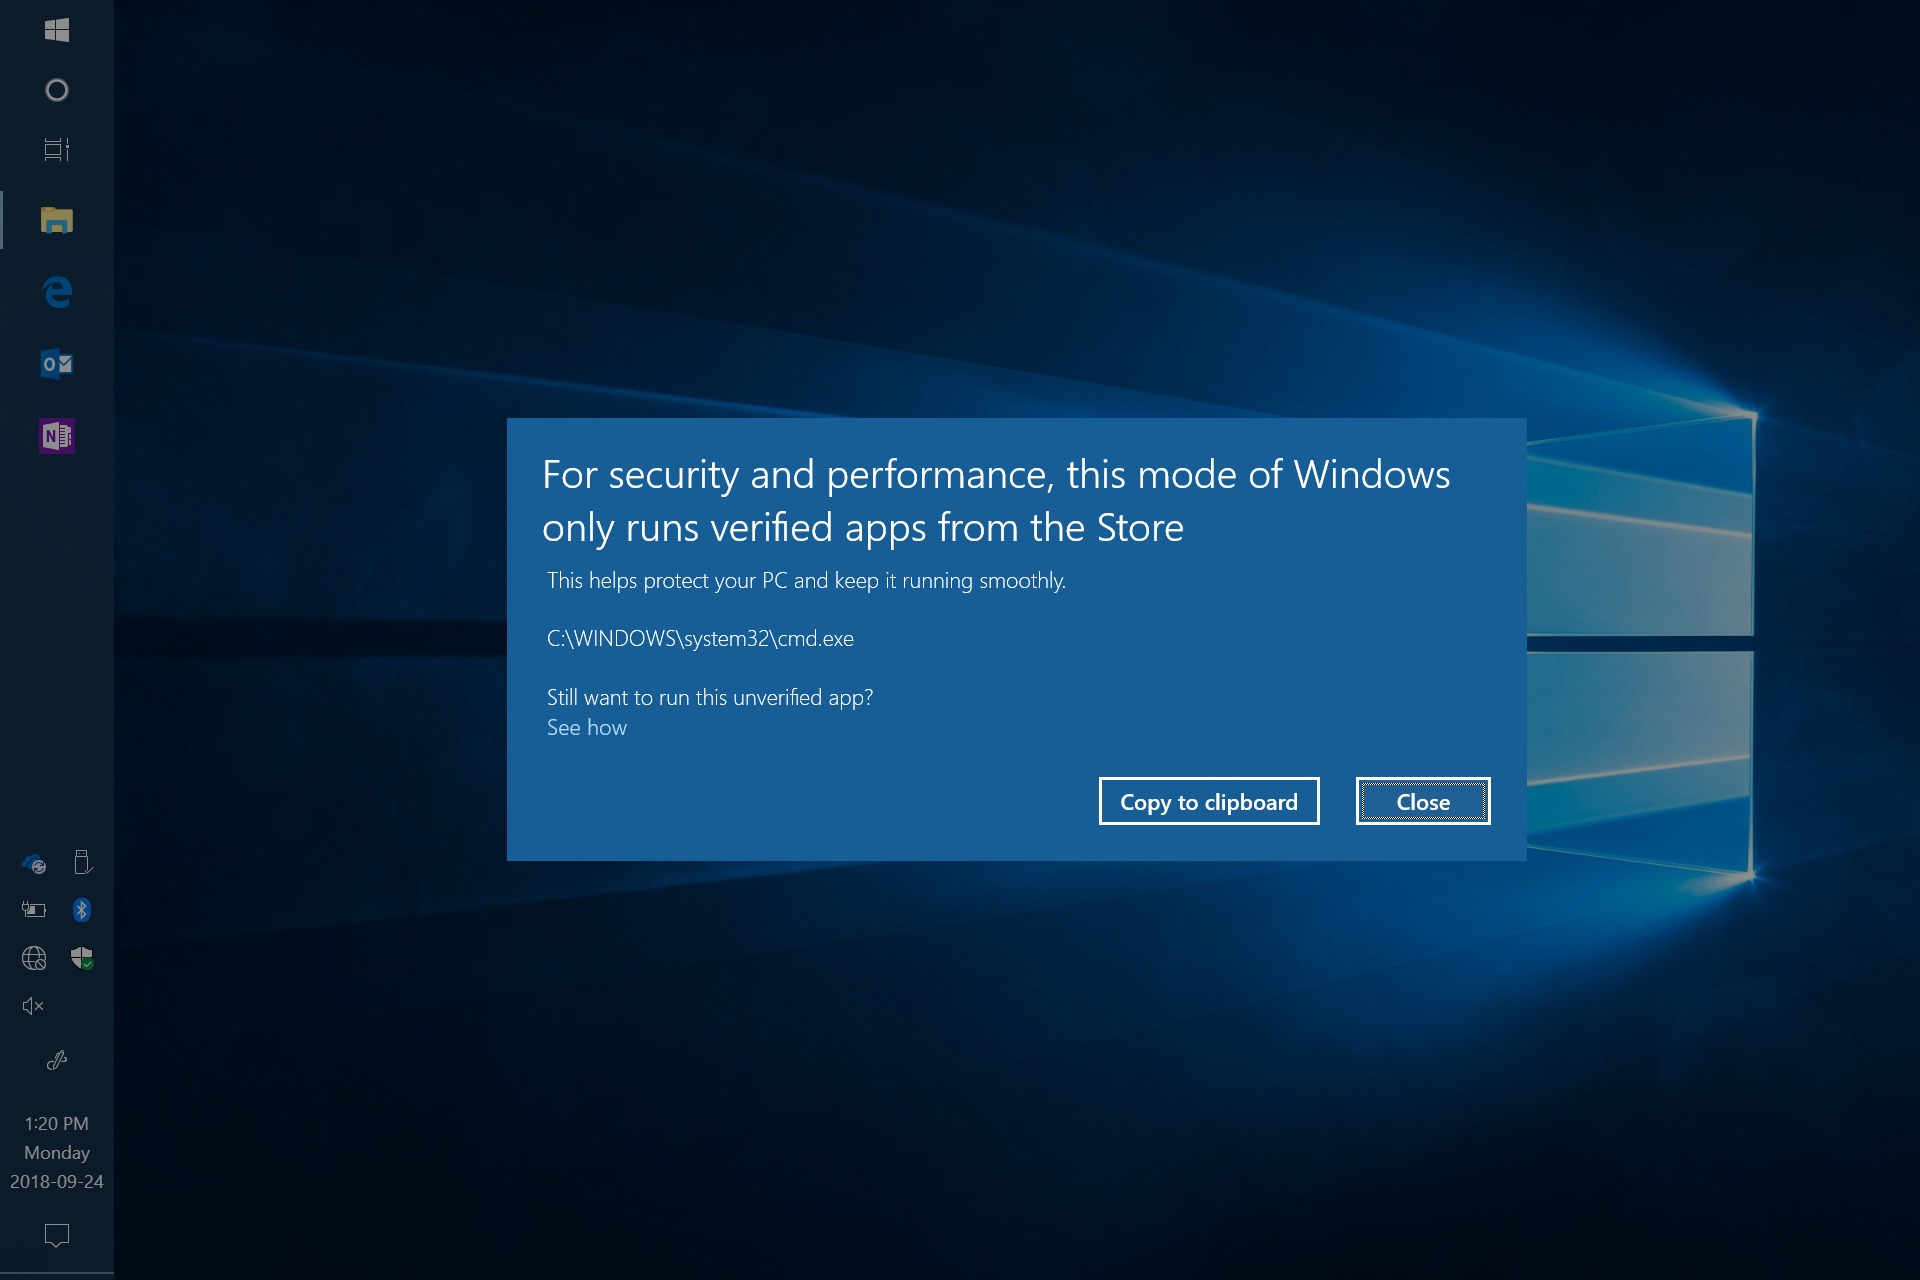 For security and performance, this mode of Windows
only runs verified apps from the Store
This helps protect your PC and keep it running smoothly.
C:\WINDOWS\system32\cmd.exe
Still want to run this unverified app?
See how
Copy to clipboard
Close
1:20 PM
Monday
2018-09-24